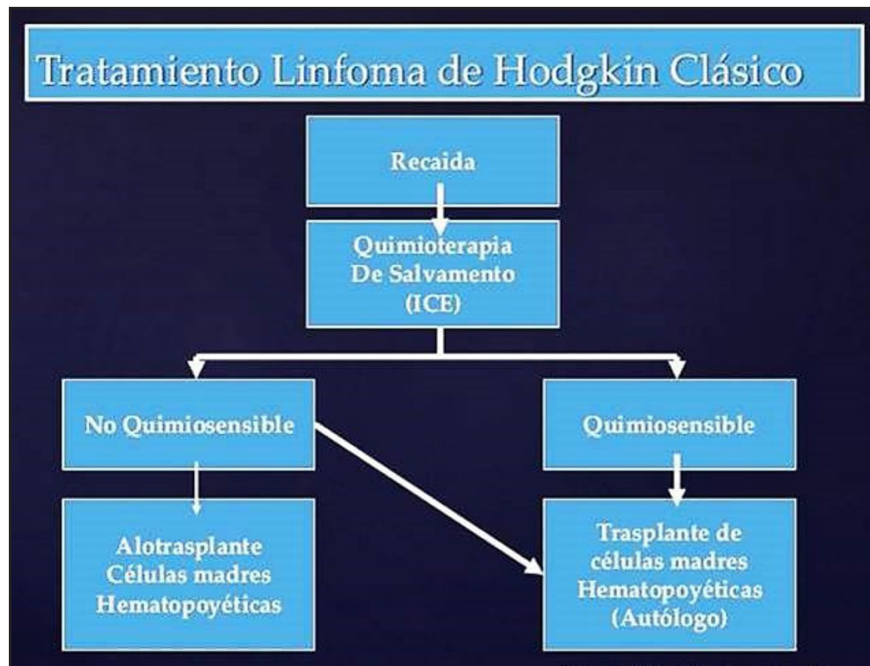 Tratamiento Linfoma de Hodgkin Clásico
Recaida
Quimioterapia
De Salvamento
(ICE)
No Quimiosensible
Quimiosensible
Alotrasplante
Células madres
Hematopoyéticas
Trasplante de
células madres
Hematopoyéticas
(Autólogo)